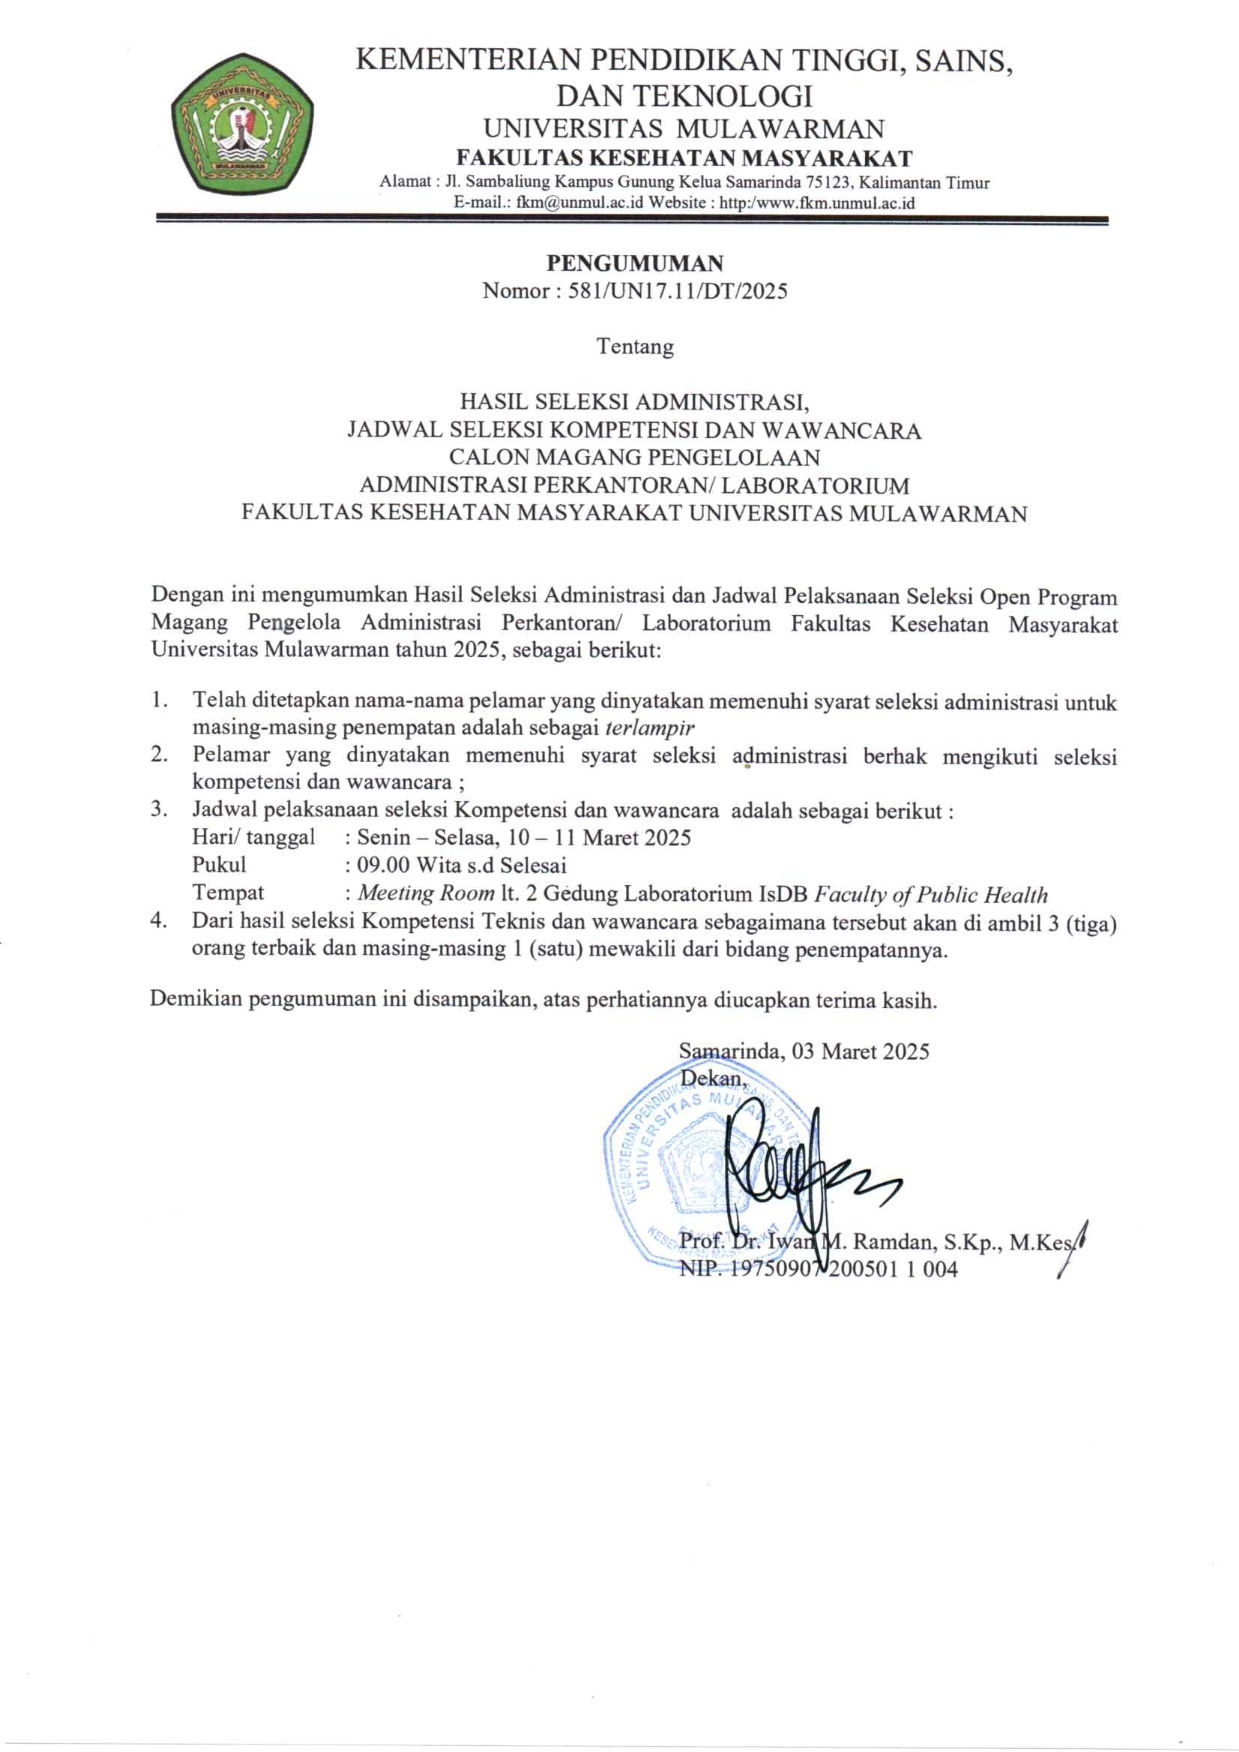 KEMENTERIAN PENDIDIKAN TINGGI, SAINS,
DAN TEKNOLOGI
UNIVERSITAS MULAWARMAN
FAKULTAS KESEHATAN MASYARAKAT
Alamat : Jl. Sambaliung Kampus Gunung Kelua Samarinda 75123, Kalimantan Timur
E-mail.: fkm@unmul.ac.id Website : http:/www.fkm.unmul.ac.id
UNIVERSITAS
MULAWARMAN
PENGUMUMAN
Nomor : 581/UN17.11/DT/2025
Tentang
HASIL SELEKSI ADMINISTRASI,
JADWAL SELEKSI KOMPETENSI DAN WAWANCARA
CALON MAGANG PENGELOLAAN
ADMINISTRASI PERKANTORAN/ LABORATORIUM
FAKULTAS KESEHATAN MASYARAKAT UNIVERSITAS MULAWARMAN
Dengan ini mengumumkan Hasil Seleksi Administrasi dan Jadwal Pelaksanaan Seleksi Open Program
Magang Pengelola Administrasi Perkantoran/ Laboratorium Fakultas Kesehatan Masyarakat
Universitas Mulawarman tahun 2025, sebagai berikut:
1. Telah ditetapkan nama-nama pelamar yang dinyatakan memenuhi syarat seleksi administrasi untuk
masing-masing penempatan adalah sebagai terlampir
2. Pelamar yang dinyatakan memenuhi syarat seleksi administrasi berhak mengikuti seleksi
kompetensi dan wawancara ;
3. Jadwal pelaksanaan seleksi Kompetensi dan wawancara adalah sebagai berikut :
Hari/ tanggal : Senin – Selasa, 10 – 11 Maret 2025
Pukul : 09.00 Wita s.d Selesai
Tempat : Meeting Room lt. 2 Gedung Laboratorium IsDB Faculty of Public Health
4. Dari hasil seleksi Kompetensi Teknis dan wawancara sebagaimana tersebut akan di ambil 3 (tiga)
orang terbaik dan masing-masing 1 (satu) mewakili dari bidang penempatannya.
Demikian pengumuman ini disampaikan, atas perhatiannya diucapkan terima kasih.
Samarinda, 03 Maret 2025
Dekan,
KEMENTERIAN PENDIDIKAN TINGGI, SAINS, DAN
UNIVERSITAS MULAWARMAN
FAKULTAS
KESEHATAN MASYARAKAT
Prof. Dr. Iwan M. Ramdan, S.Kp., M.Kes.
NIP. 19750907 200501 1 004